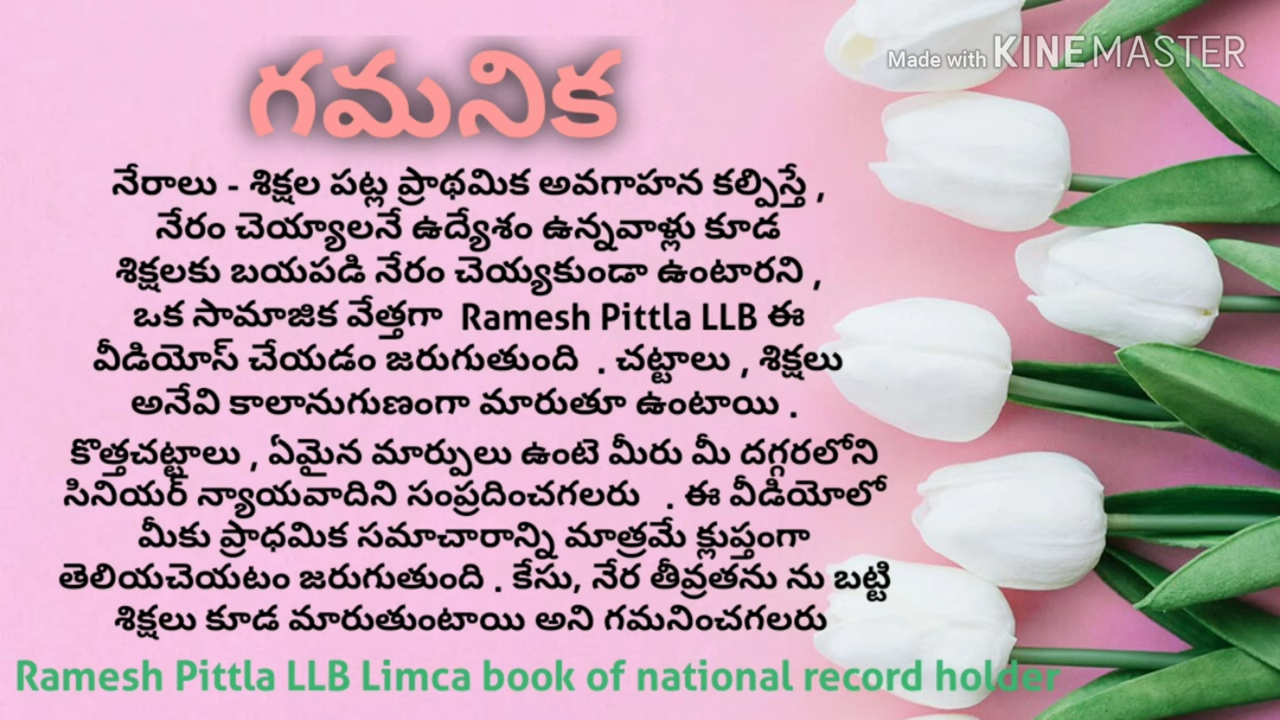 Made with KINEMASTER
గమనిక
నేరాలు - శిక్షల పట్ల ప్రాథమిక అవగాహన కల్పిస్తే ,
నేరం చెయ్యాలనే ఉద్యేశం ఉన్నవాళ్లు కూడ
శిక్షలకు బయపడి నేరం చెయ్యకుండా ఉంటారని ,
ఒక సామాజిక వేత్తగా Ramesh Pittla LLB ఈ
వీడియోస్ చేయడం జరుగుతుంది . చట్టాలు , శిక్షలు
అనేవి కాలానుగుణంగా మారుతూ ఉంటాయి .
కొత్తచట్టాలు , ఏమైన మార్పులు ఉంటె మీరు మీ దగ్గరలోని
సినియర్ న్యాయవాదిని సంప్రదించగలరు . ఈ వీడియోలో
మీకు ప్రాధమిక సమాచారాన్ని మాత్రమే క్లుప్తంగా
తెలియచెయటం జరుగుతుంది . కేసు, నేర తీవ్రతను ను బట్టి
శిక్షలు కూడ మారుతుంటాయి అని గమనించగలరు
Ramesh Pittla LLB Limca book of national record holder